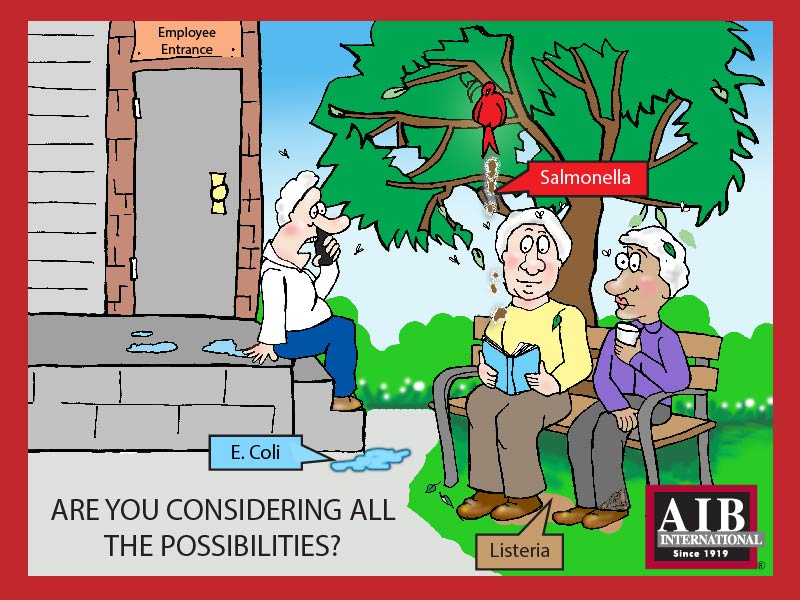 Employee
Entrance
Salmonella
E. Coli
ARE YOU CONSIDERING ALL
THE POSSIBILITIES?
Listeria
AIB
INTERNATIONAL
Since 1919
®